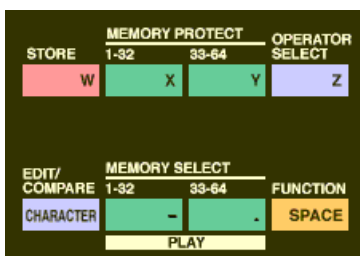 MEMORY PROTECT
OPERATOR
STORE 1-32 33-64 SELECT
W X Y Z
EDIT/ MEMORY SELECT
COMPARE 1-32 33-64 FUNCTION
CHARACTER - . SPACE
PLAY